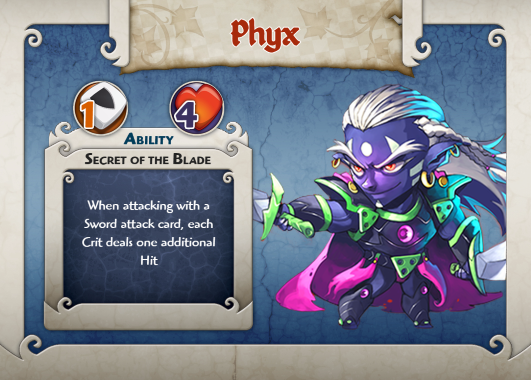 Phyx
1
4
Ability
Secret of the Blade
When attacking with a
Sword attack card, each
Crit deals one additional
Hit